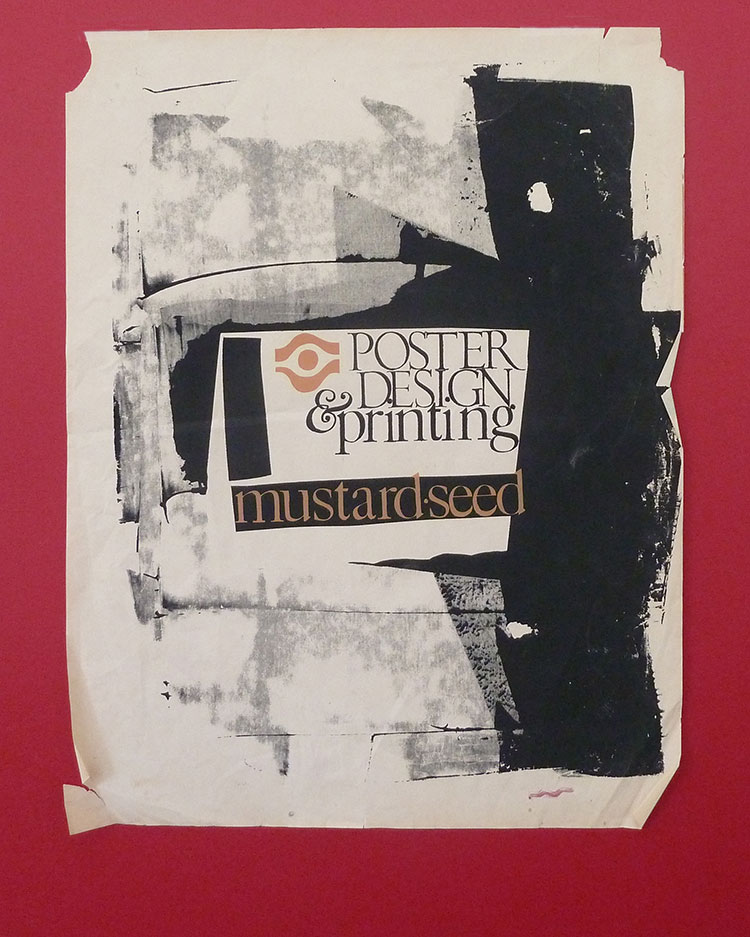 POSTER
DESIGN
& printing
mustard·seed